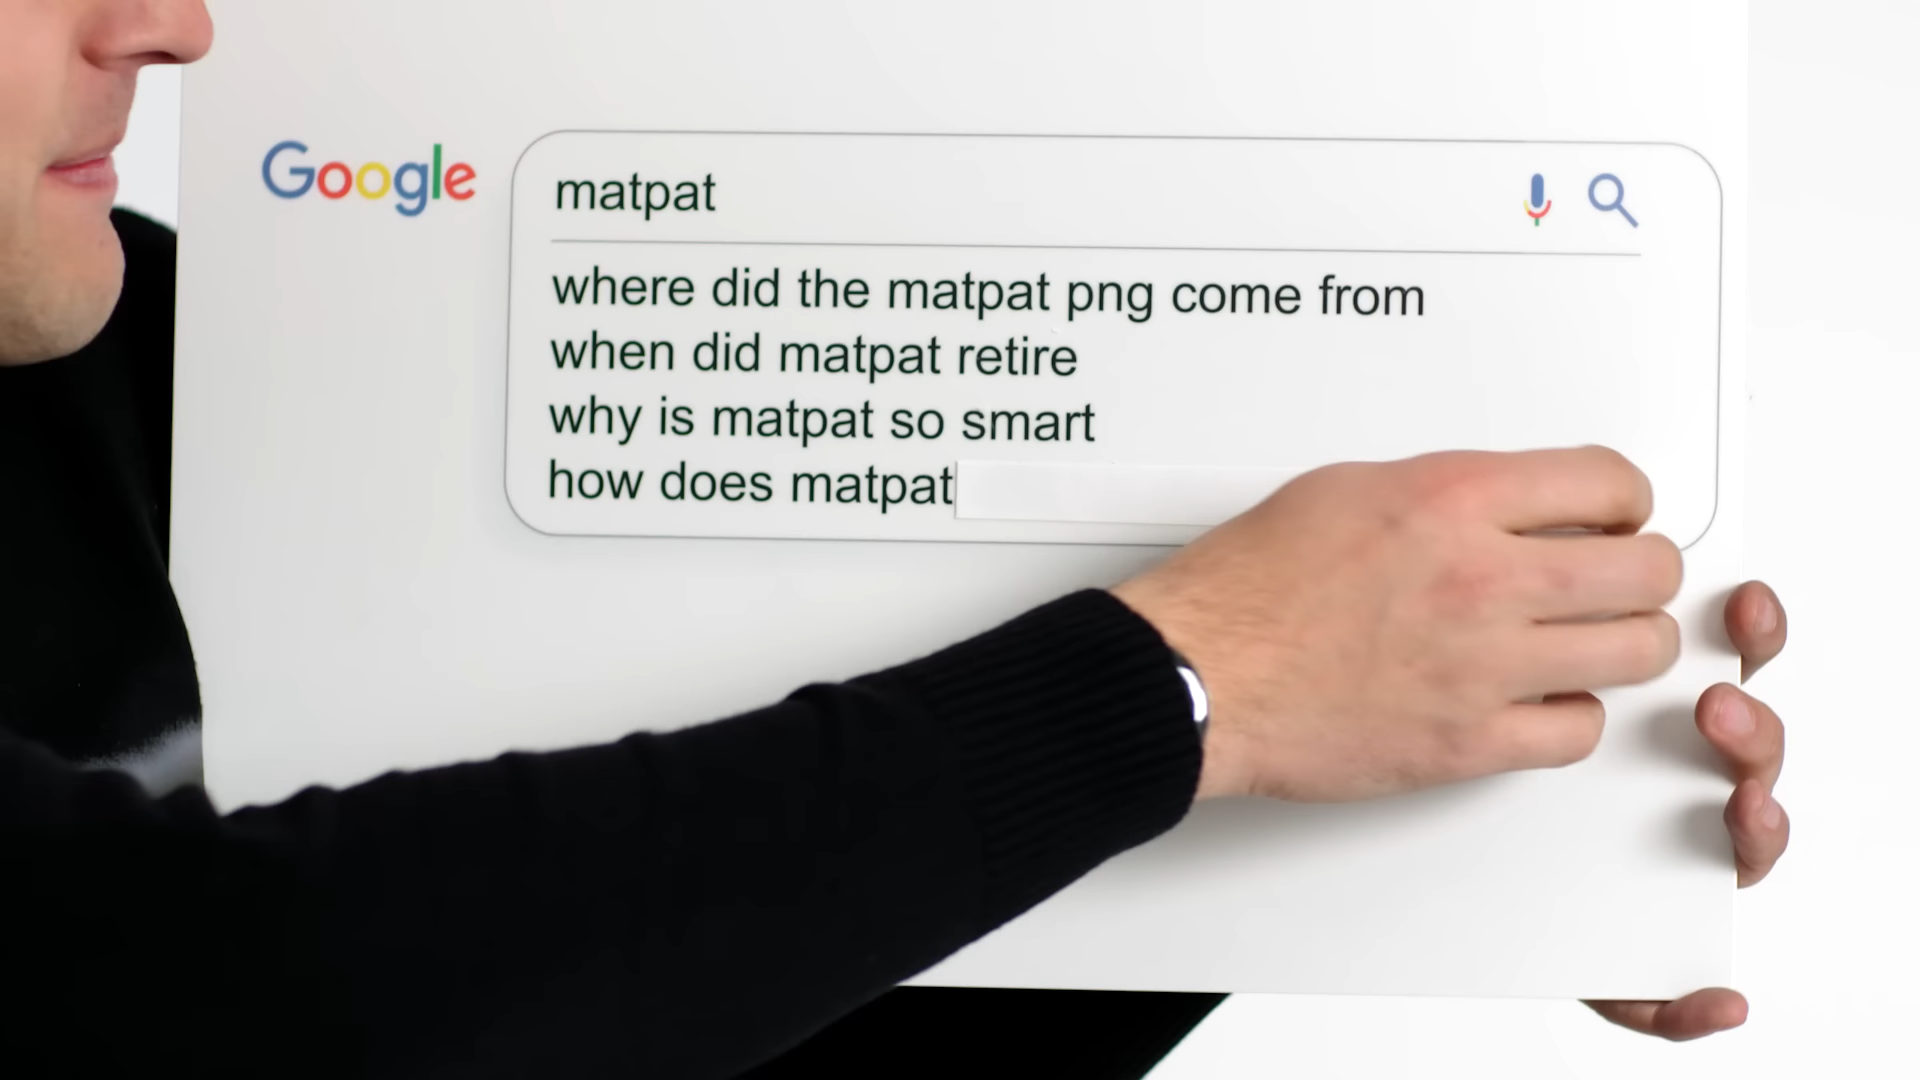 Google
matpat
where did the matpat png come from
when did matpat retire
why is matpat so smart
how does matpat